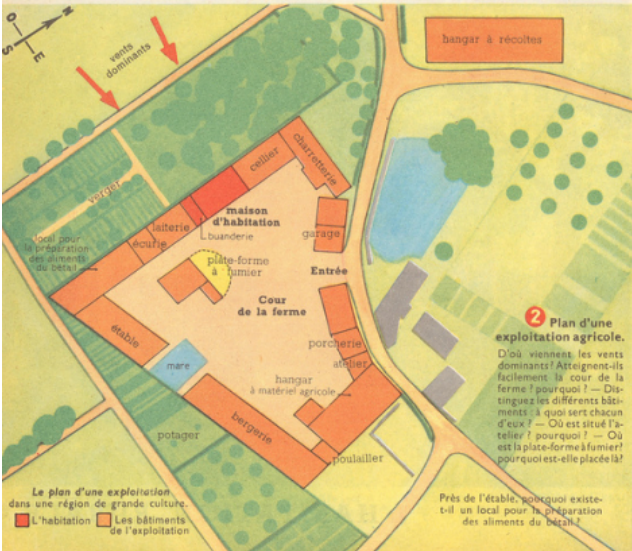 N
O
S
E
vents
dominants
hangar à récoltes
charretterie
cellier
verger
maison
d'habitation
buanderie
laiterie
écurie
garage
local pour
la préparation
des aliments
du bétail
plate-forme
à fumier
Entrée
Cour
de la ferme
étable
mare
porcherie
atelier
hangar
à matériel agricole
bergerie
potager
poulailler
2 Plan d'une
exploitation agricole.
D'où viennent les vents
dominants? Atteignent-ils
facilement la cour de la
ferme? pourquoi? — Dis-
tinguez les différents bâti-
ments : à quoi sert chacun
d'eux ? — Où est situé l'a-
telier ? pourquoi ? — Où
est la plate-forme à fumier?
pourquoi est-elle placée là?
Près de l'étable, pourquoi existe-
t-il un local pour la préparation
des aliments du bétail ?
Le plan d'une exploitation
dans une région de grande culture.
L'habitation
Les bâtiments
de l'exploitation